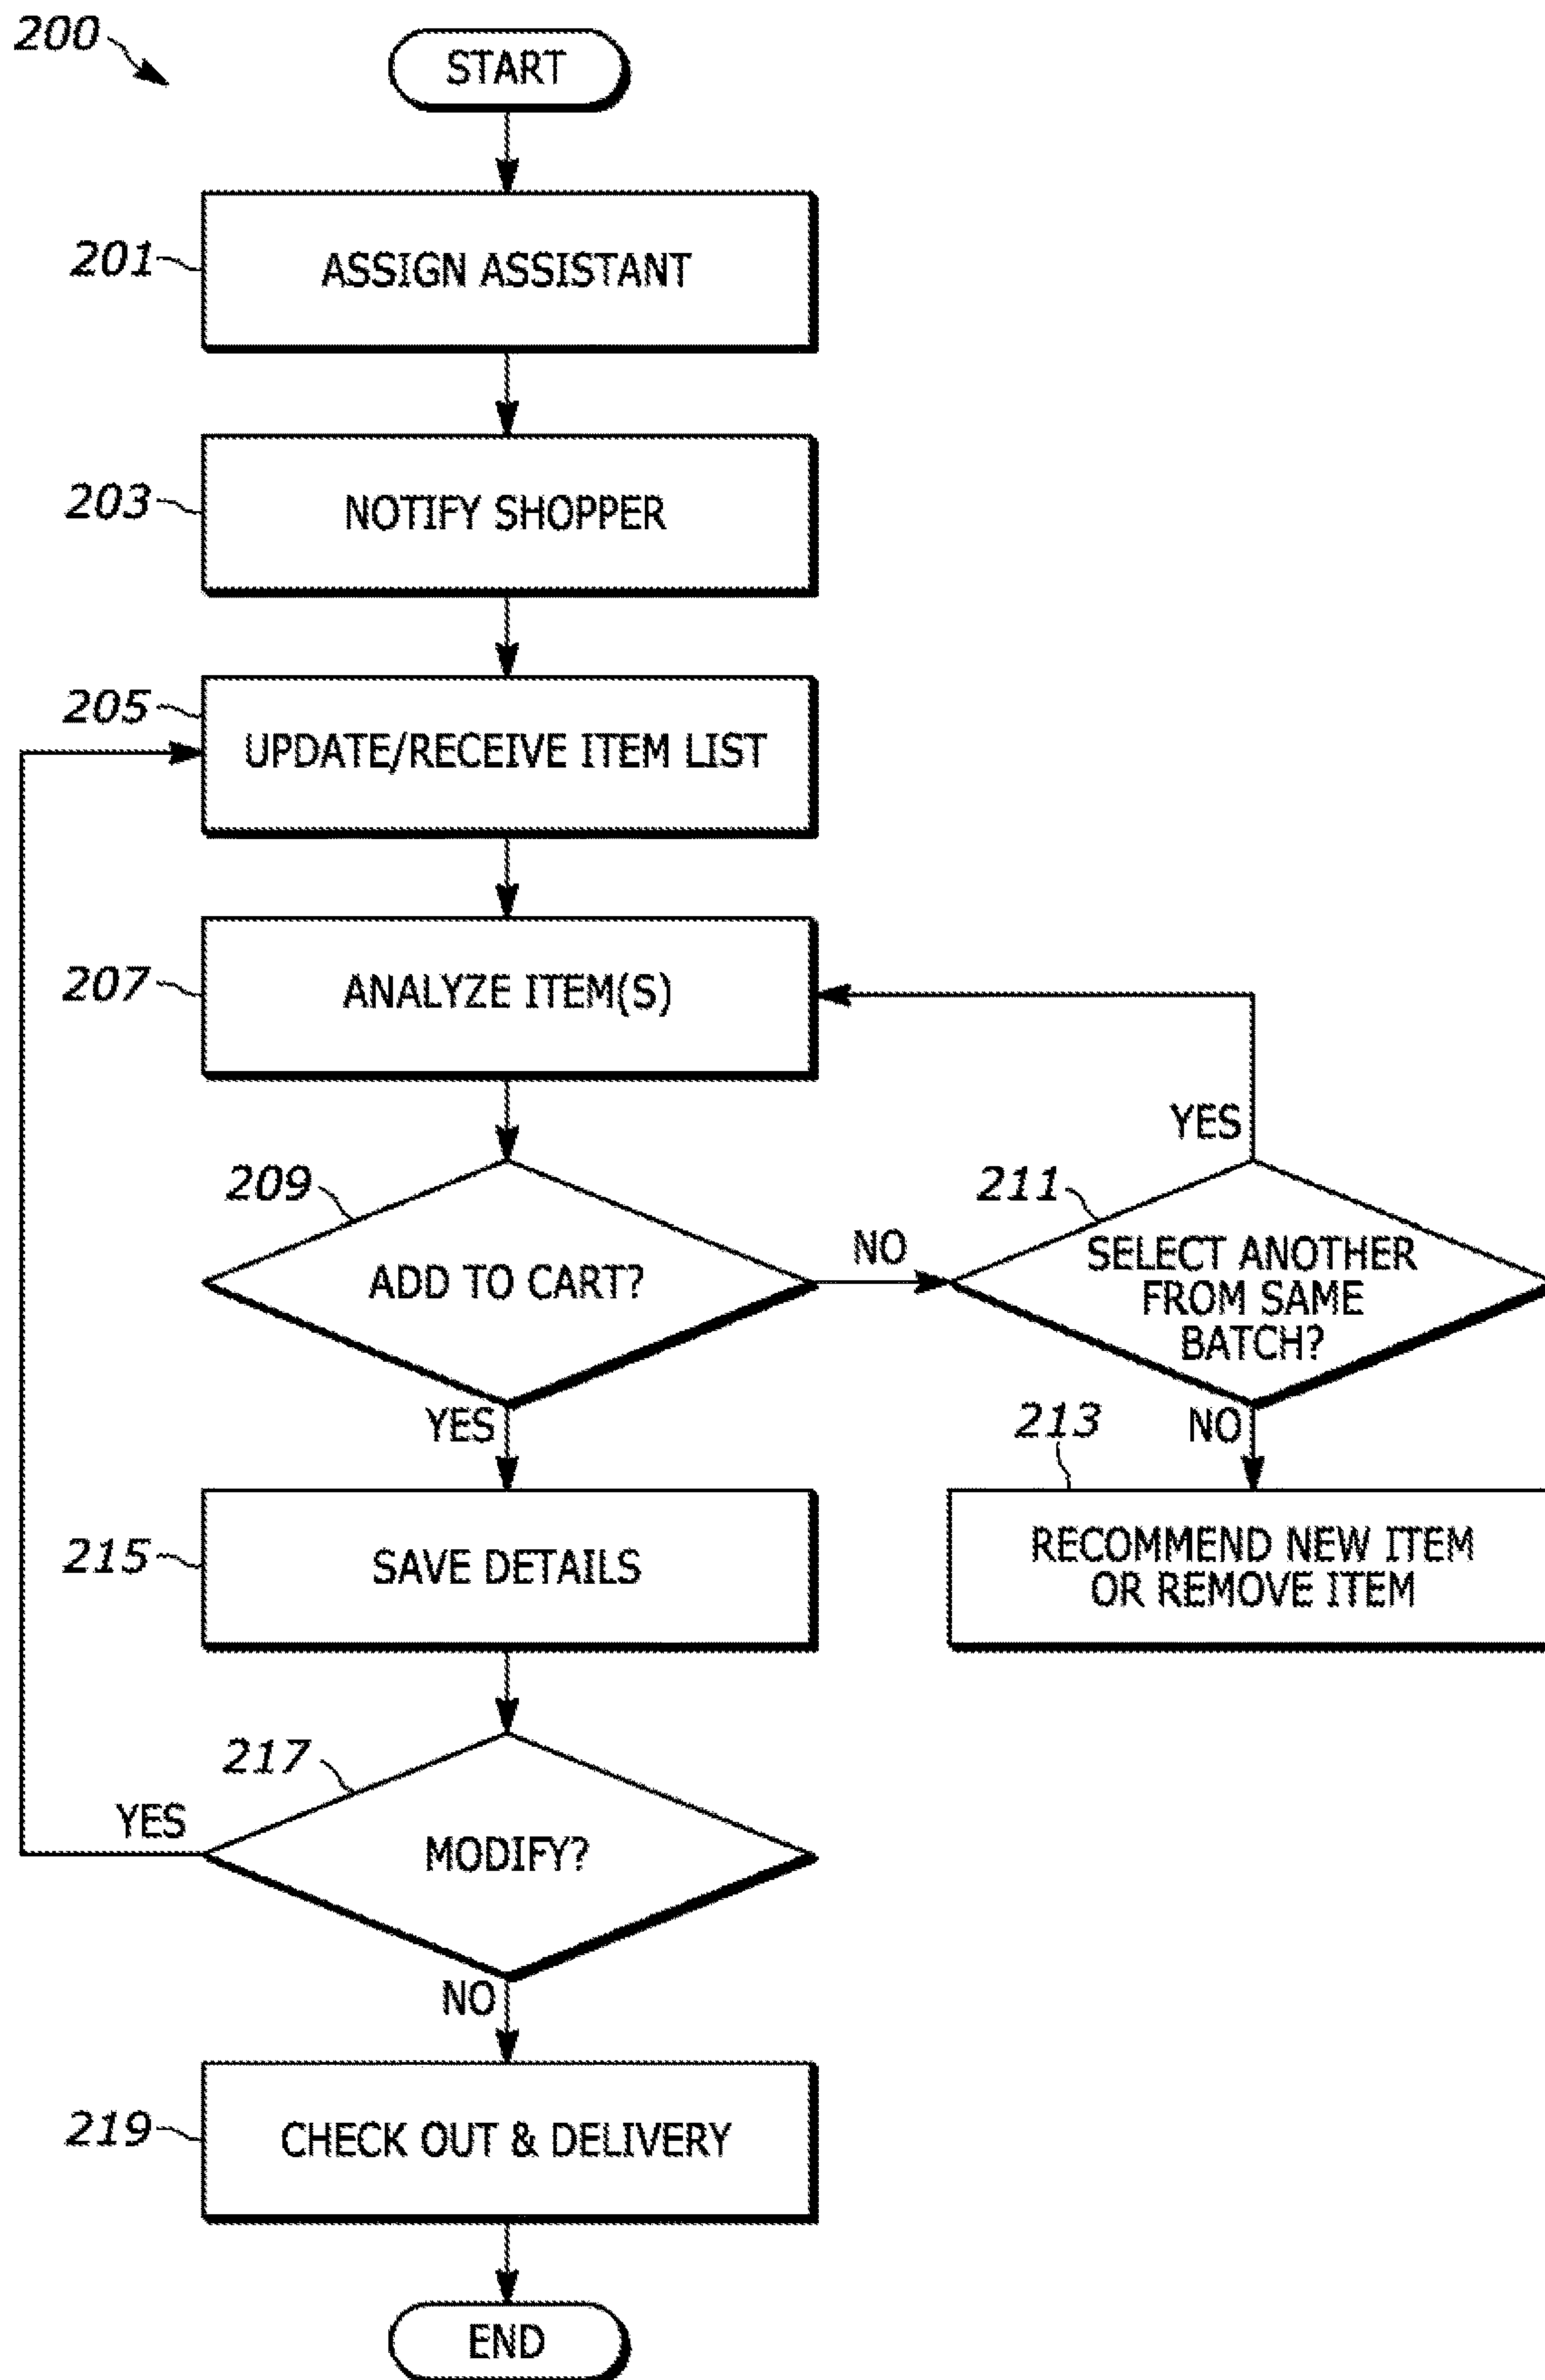 200
START
201
ASSIGN ASSISTANT
203
NOTIFY SHOPPER
205
UPDATE/RECEIVE ITEM LIST
207
ANALYZE ITEM(S)
YES
209
ADD TO CART?
NO
211
SELECT ANOTHER
FROM SAME
BATCH?
YES
NO
213
RECOMMEND NEW ITEM
OR REMOVE ITEM
215
SAVE DETAILS
217
YES
MODIFY?
NO
219
CHECK OUT & DELIVERY
END